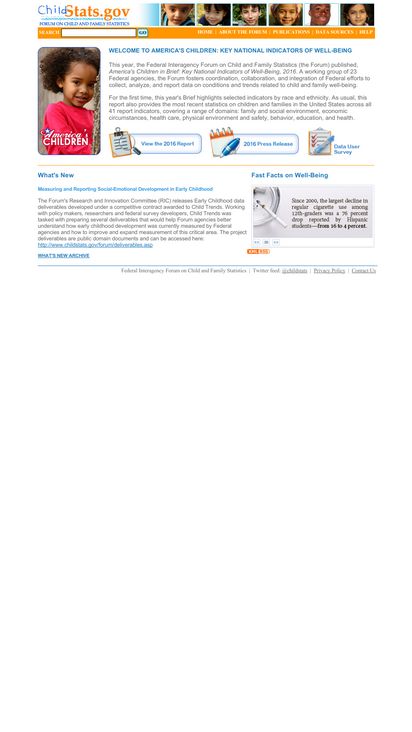 ChildStats.gov
FORUM ON CHILD AND FAMILY STATISTICS
SEARCH GO HOME | ABOUT THE FORUM | PUBLICATIONS | DATA SOURCES | HELP
America's
CHILDREN
WELCOME TO AMERICA'S CHILDREN: KEY NATIONAL INDICATORS OF WELL-BEING
This year, the Federal Interagency Forum on Child and Family Statistics (the Forum) published,
America's Children in Brief: Key National Indicators of Well-Being, 2016. A working group of 23
Federal agencies, the Forum fosters coordination, collaboration, and integration of Federal efforts to
collect, analyze, and report data on conditions and trends related to child and family well-being.
For the first time, this year's Brief highlights selected indicators by race and ethnicity. As usual, this
report also provides the most recent statistics on children and families in the United States across all
41 report indicators, covering a range of domains: family and social environment, economic
circumstances, health care, physical environment and safety, behavior, education, and health.
View the 2016 Report
2016 Press Release
Data User
Survey
What's New
Measuring and Reporting Social-Emotional Development in Early Childhood
The Forum's Research and Innovation Committee (RIC) releases Early Childhood data
deliverables developed under a competitive contract awarded to Child Trends. Working
with policy makers, researchers and federal survey developers, Child Trends was
tasked with preparing several deliverables that would help Forum agencies better
understand how early childhood development was currently measured by Federal
agencies and how to improve and expand measurement of this critical area. The project
deliverables are public domain documents and can be accessed here:
http://www.childstats.gov/forum/deliverables.asp
WHAT'S NEW ARCHIVE
Fast Facts on Well-Being
Since 2000, the largest decline in
regular cigarette use among
12th-graders was a 76 percent
drop reported by Hispanic
students—from 16 to 4 percent.
XML-RSS
Federal Interagency Forum on Child and Family Statistics | Twitter feed: @childstats | Privacy Policy | Contact Us